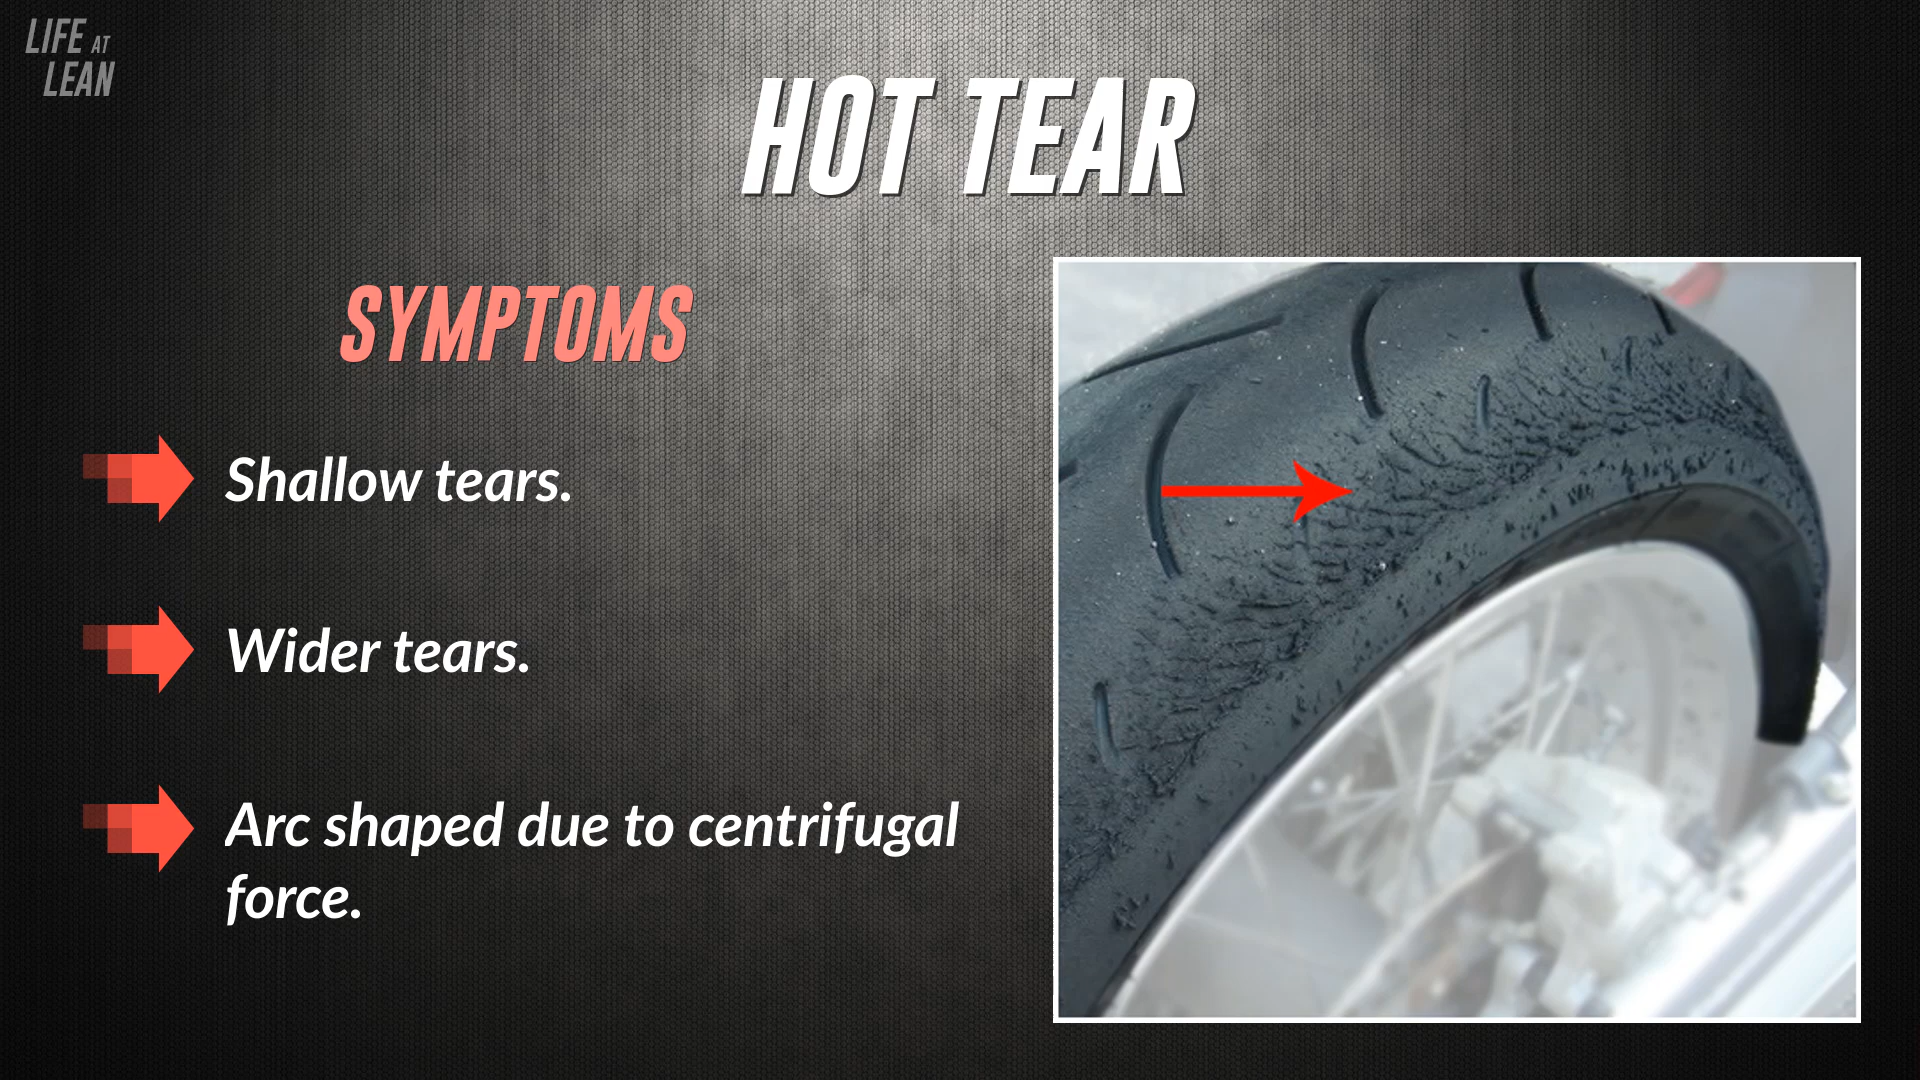 LIFE AT
LEAN
HOT TEAR
SYMPTOMS
Shallow tears.
Wider tears.
Arc shaped due to centrifugal
force.